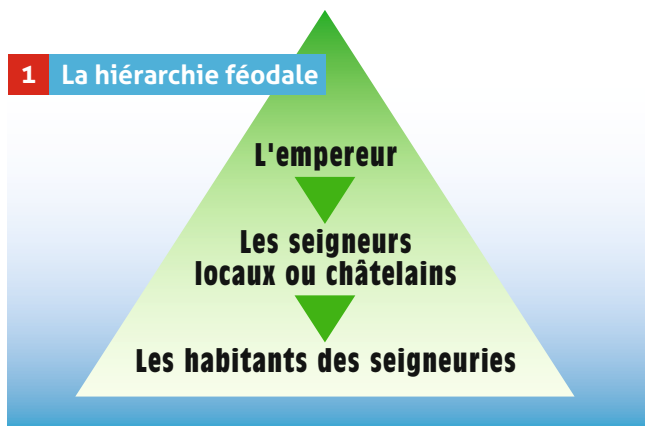 1 La hiérarchie féodale
L'empereur
Les seigneurs
locaux ou châtelains
Les habitants des seigneuries